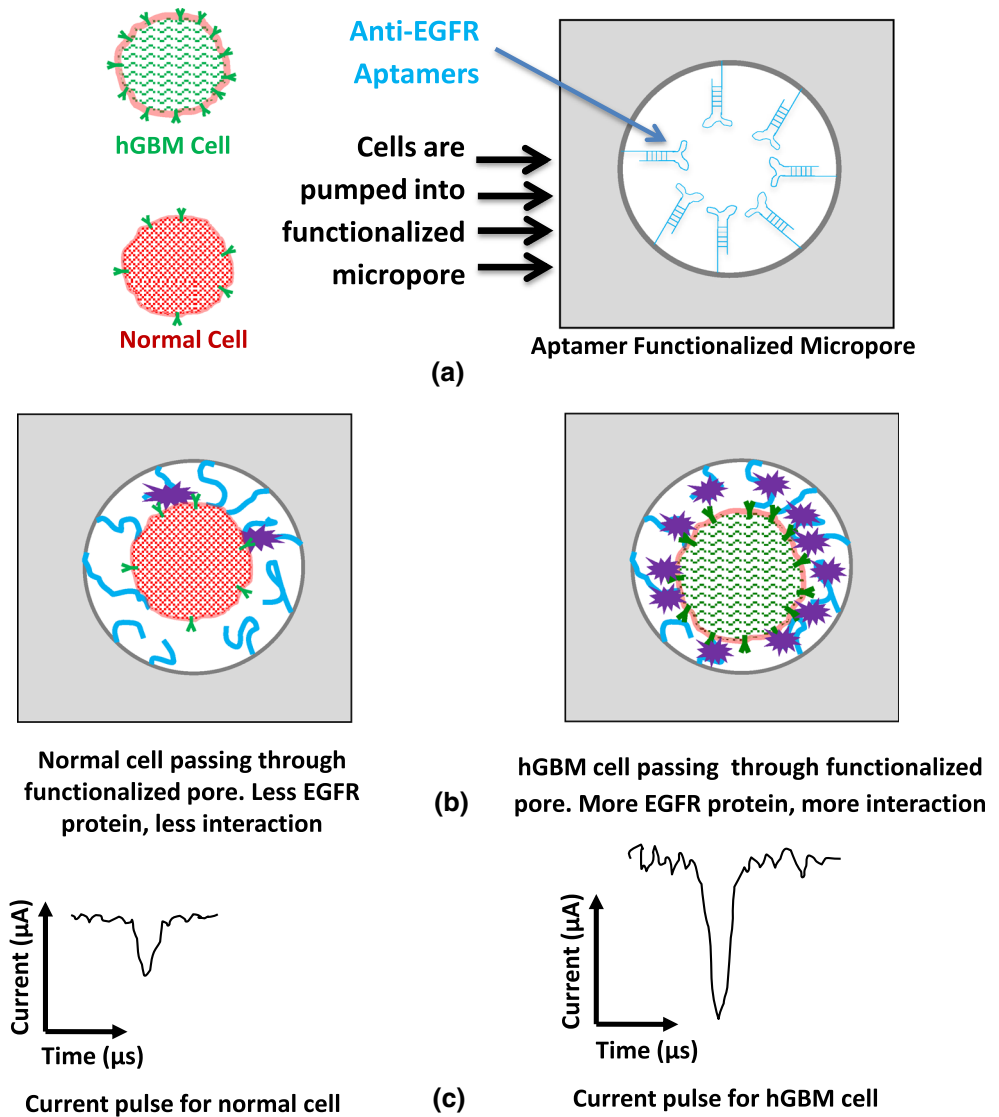 Anti-EGFR
Aptamers
hGBM Cell
Cells are
pumped into
functionalized
micropore
Normal Cell
Aptamer Functionalized Micropore
(a)
Normal cell passing through
functionalized pore. Less EGFR
protein, less interaction
hGBM cell passing through functionalized
pore. More EGFR protein, more interaction
(b)
Current (µA)
Time (µs)
Current pulse for normal cell
Current (µA)
Time (µs)
Current pulse for hGBM cell
(c)